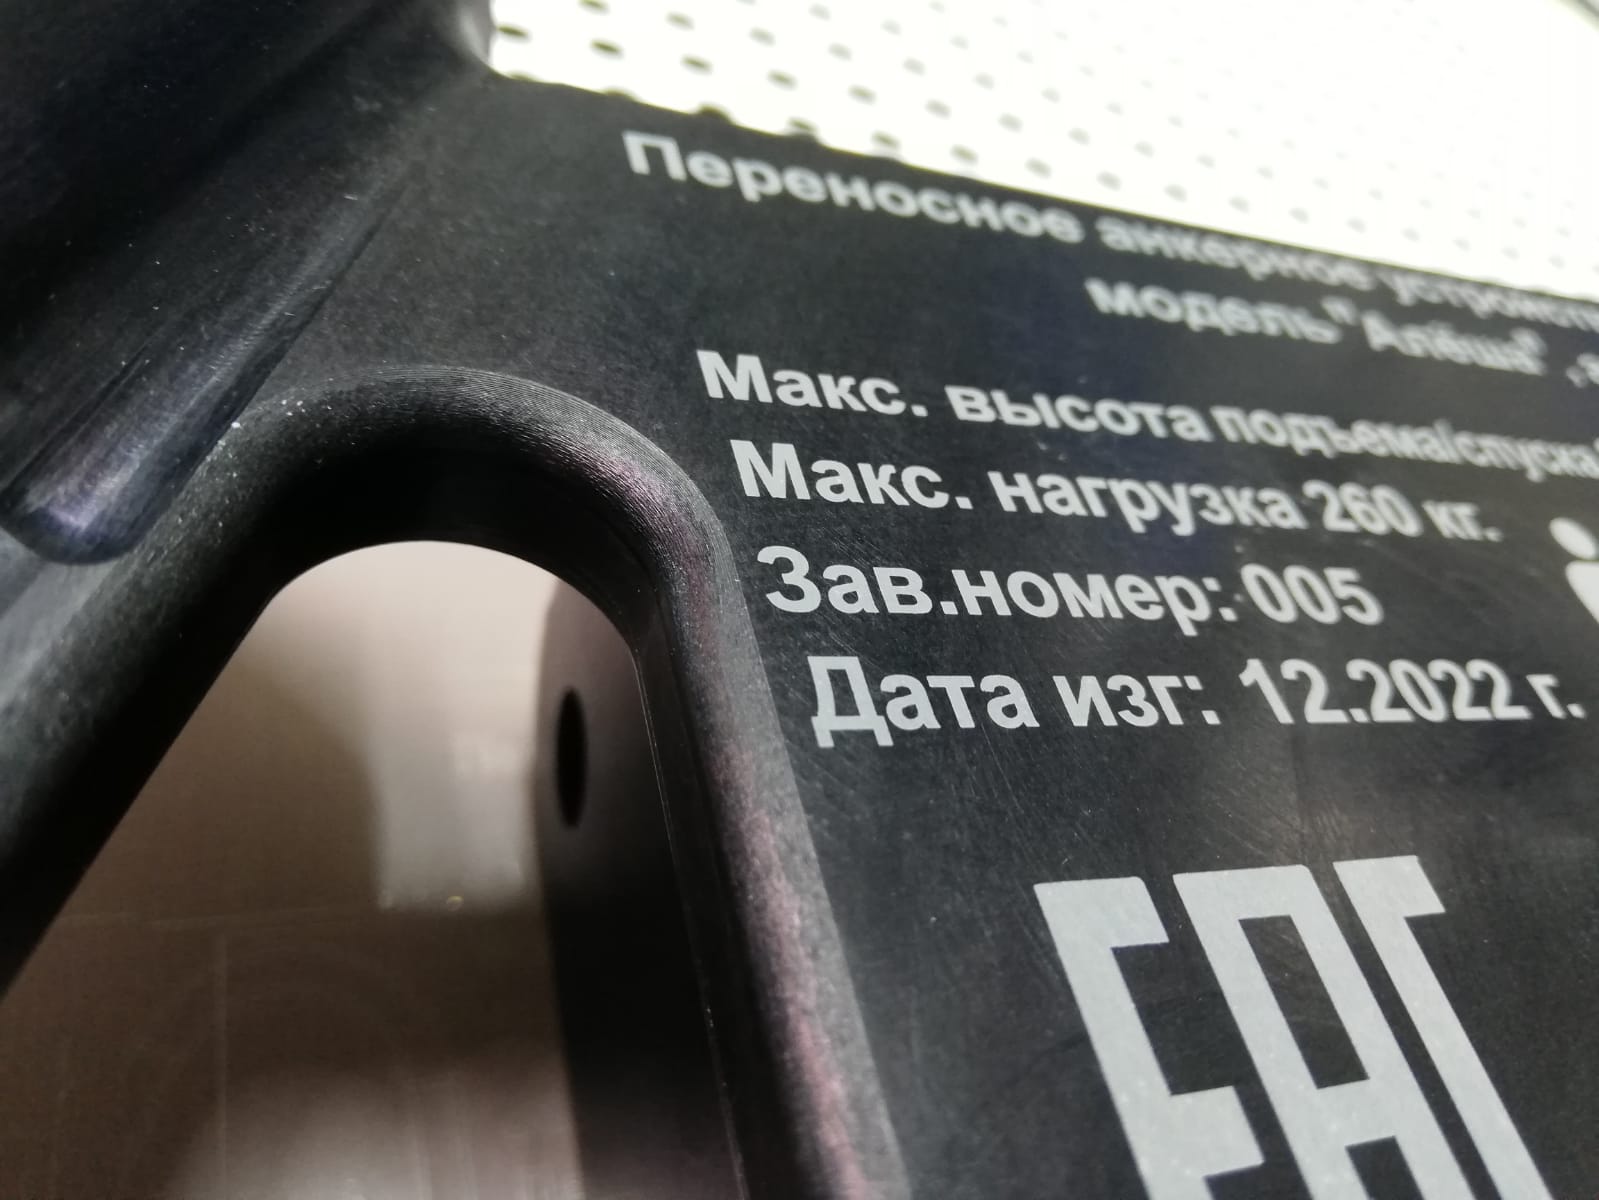 Переносное анкерное
модель "Алёша",
Макс. высота подъема/спуска
Макс. нагрузка 260 кг.
Зав.номер: 005
Дата изг: 12.2022 г.
ЕАС